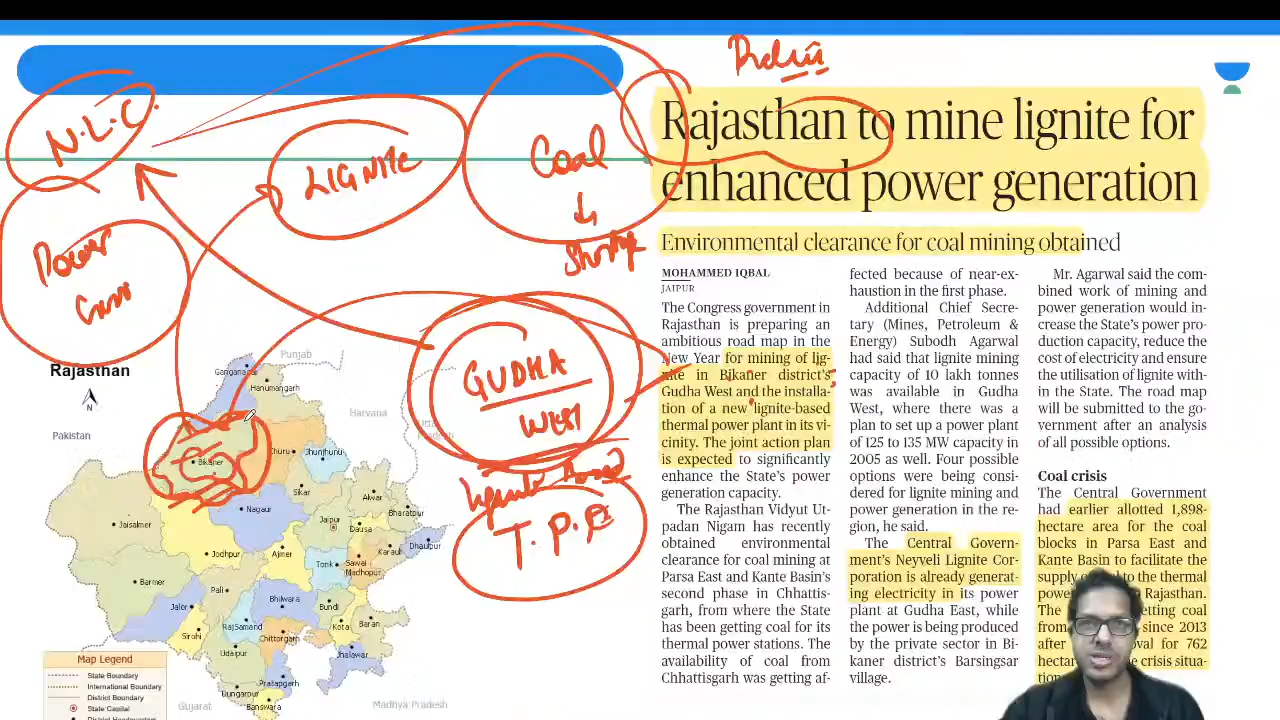 N.L.C.
LIGNITE
Coal
Power
GUDHA
WEST
T.P.P
Rajasthan to mine lignite for
enhanced power generation
Environmental clearance for coal mining obtained
MOHAMMED IQBAL
JAIPUR
The Congress government in
Rajasthan is preparing an
ambitious road map in the
New Year for mining of lig-
nite in Bikaner district's
Gudha West and the installa-
tion of a new lignite-based
thermal power plant in its vi-
cinity. The joint action plan
is expected to significantly
enhance the State's power
generation capacity.
The Rajasthan Vidyut Ut-
padan Nigam has recently
obtained environmental
clearance for coal mining at
Parsa East and Kante Basin's
second phase in Chhattis-
garh, from where the State
has been getting coal for its
thermal power stations. The
availability of coal from
Chhattisgarh was getting af-
fected because of near-ex-
haustion in the first phase.
Additional Chief Secre-
tary (Mines, Petroleum &
Energy) Subodh Agarwal
had said that lignite mining
capacity of 10 lakh tonnes
was available in Gudha
West, where there was a
plan to set up a power plant
of 125 to 135 MW capacity in
2005 as well. Four possible
options were being consi-
dered for lignite mining and
power generation in the re-
gion, he said.
The Central Govern-
ment's Neyveli Lignite Cor-
poration is already generat-
ing electricity in its power
plant at Gudha East, while
the power is being produced
by the private sector in Bi-
kaner district's Barsingsar
village.
Mr. Agarwal said the com-
bined work of mining and
power generation would in-
crease the State's power pro-
duction capacity, reduce the
cost of electricity and ensure
the utilisation of lignite with-
in the State. The road map
will be submitted to the go-
vernment after an analysis
of all possible options.
Coal crisis
The Central Government
had earlier allotted 1,898-
hectare area for the coal
blocks in Parsa East and
Kante Basin to facilitate the
supply to the thermal
Rajasthan.
The etting coal
from since 2013
after for 762
hectare crisis situa-
Rajasthan
N
Punjab
Ganganagar
Hanumangarh
Haryana
Pakistan
Bikaner
Churu
Jhunjhunu
Sikar
Alwar
Nagaur
Bharatpur
Jaisalmer
Jaipur
Dausa
Dhaulpur
Jodhpur
Ajmer
Karauli
Tonk
Sawai
Madhopur
Barmer
Pali
Bhilwara
Bundi
Jalor
RajSamand
Kota
Baran
Sirohi
Chittorgarh
Udaipur
Jhalawar
Dungarpur
Pratapgarh
Banswara
Gujarat
Madhya Pradesh
Map Legend
State Boundary
International Boundary
District Boundary
State Capital
District Headquarters